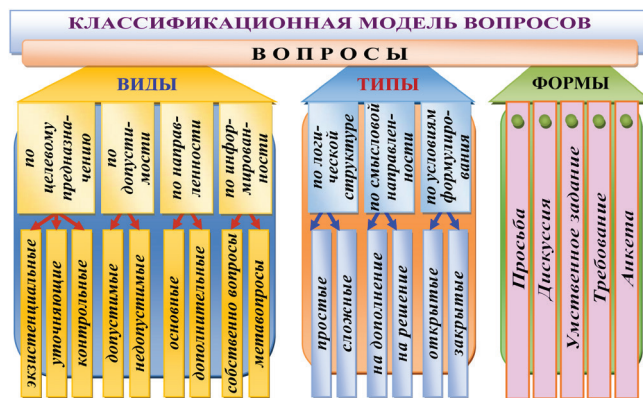 КЛАССИФИКАЦИОННАЯ МОДЕЛЬ ВОПРОСОВ
ВОПРОСЫ
ВИДЫ
по
целевому
предназна-
чению
по
допусти-
мости
по направ-
ленности
по инфор-
мирован-
ности
экзистенциальные
уточняющие
контрольные
допустимые
недопустимые
основные
дополнительные
собственно вопросы
метавопросы
ТИПЫ
по логи-
ческой
структуре
по смысловой
направлен-
ности
по условиям
формулиро-
вания
простые
сложные
на дополнение
на решение
открытые
закрытые
ФОРМЫ
Просьба
Дискуссия
Умственное задание
Требование
Анкета